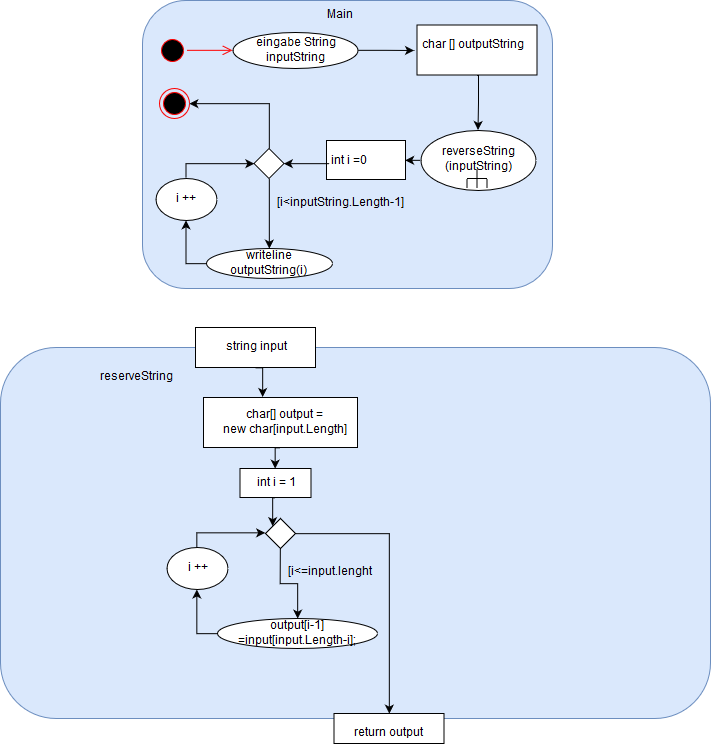 Main
eingabe String
inputString
char [] outputString
reverseString
(inputString)
int i =0
i ++
[i<inputString.Length-1]
writeline
outputString(i)
string input
reserveString
char[] output =
new char[input.Length]
int i = 1
i ++
[i<=input.lenght
output[i-1]
=input[input.Length-i];
return output